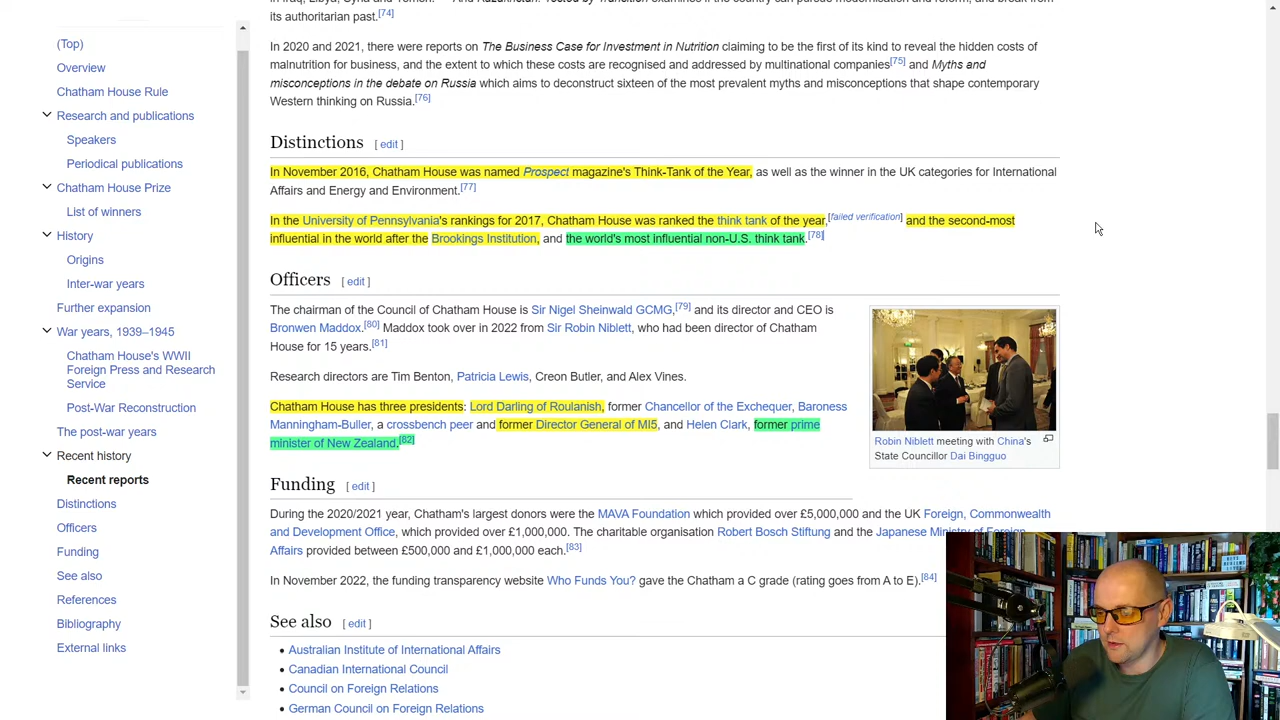 in Iraq, Libya, Syria and Yemen. And Kazakhstan: Tested by Transition examines if the country can pursue modernisation and reform, and break from
its authoritarian past.[74]
In 2020 and 2021, there were reports on The Business Case for Investment in Nutrition claiming to be the first of its kind to reveal the hidden costs of
malnutrition for business, and the extent to which these costs are recognised and addressed by multinational companies[75] and Myths and
misconceptions in the debate on Russia which aims to deconstruct sixteen of the most prevalent myths and misconceptions that shape contemporary
Western thinking on Russia.[76]
(Top)
Overview
Chatham House Rule
Research and publications
Speakers
Periodical publications
Chatham House Prize
List of winners
History
Origins
Inter-war years
Further expansion
War years, 1939–1945
Chatham House's WWII
Foreign Press and Research
Service
Post-War Reconstruction
The post-war years
Recent history
Recent reports
Distinctions
Officers
Funding
See also
References
Bibliography
External links
Distinctions [ edit ]
In November 2016, Chatham House was named Prospect magazine's Think-Tank of the Year, as well as the winner in the UK categories for International
Affairs and Energy and Environment.[77]
In the University of Pennsylvania's rankings for 2017, Chatham House was ranked the think tank of the year,[failed verification] and the second-most
influential in the world after the Brookings Institution, and the world's most influential non-U.S. think tank.[78]
Officers [ edit ]
The chairman of the Council of Chatham House is Sir Nigel Sheinwald GCMG,[79] and its director and CEO is
Bronwen Maddox.[80] Maddox took over in 2022 from Sir Robin Niblett, who had been director of Chatham
House for 15 years.[81]
Research directors are Tim Benton, Patricia Lewis, Creon Butler, and Alex Vines.
Chatham House has three presidents: Lord Darling of Roulanish, former Chancellor of the Exchequer, Baroness
Manningham-Buller, a crossbench peer and former Director General of MI5, and Helen Clark, former prime
minister of New Zealand.[82]
Robin Niblett meeting with China's
State Councillor Dai Bingguo
Funding [ edit ]
During the 2020/2021 year, Chatham's largest donors were the MAVA Foundation which provided over £5,000,000 and the UK Foreign, Commonwealth
and Development Office, which provided over £1,000,000. The charitable organisation Robert Bosch Stiftung and the Japanese Ministry of Foreign
Affairs provided between £500,000 and £1,000,000 each.[83]
In November 2022, the funding transparency website Who Funds You? gave the Chatham a C grade (rating goes from A to E).[84]
See also [ edit ]
Australian Institute of International Affairs
Canadian International Council
Council on Foreign Relations
German Council on Foreign Relations